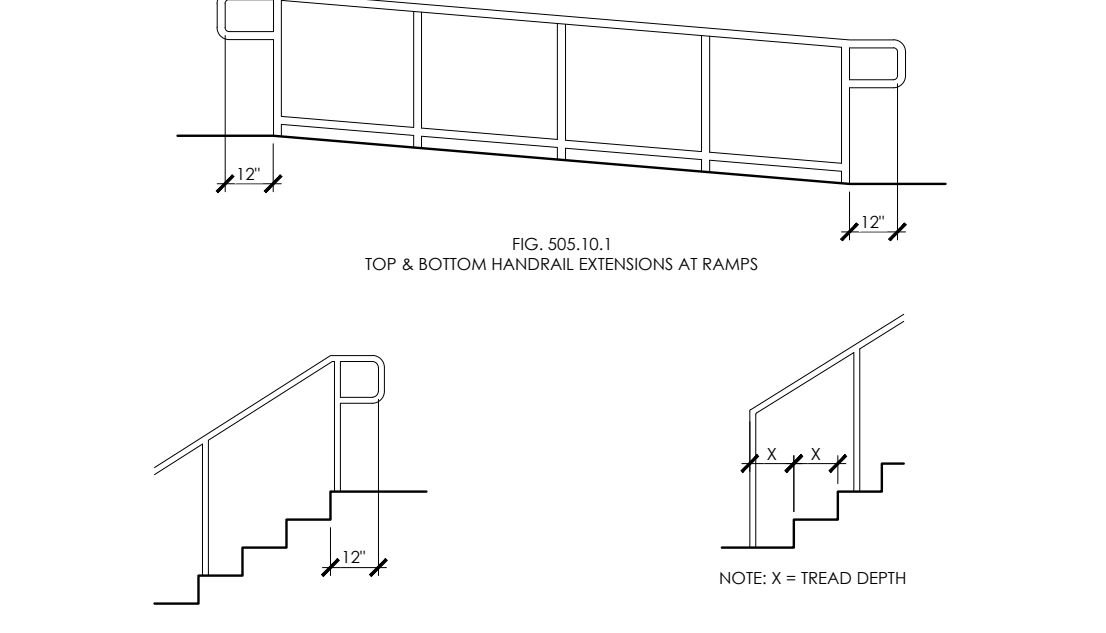 12"
12"
FIG. 505.10.1
TOP & BOTTOM HANDRAIL EXTENSIONS AT RAMPS
X X
12"
NOTE: X = TREAD DEPTH